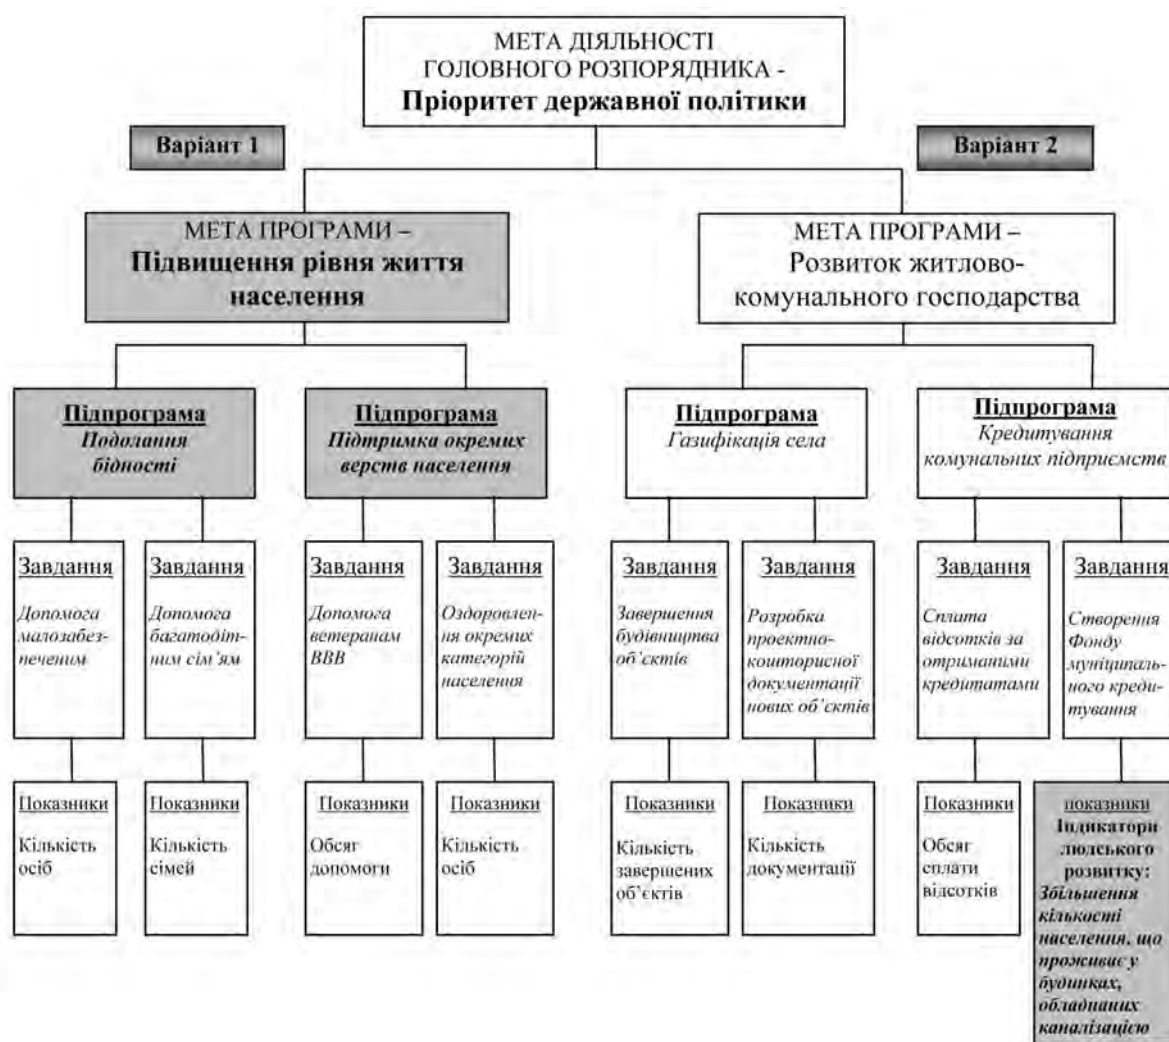 МЕТА ДІЯЛЬНОСТІ
ГОЛОВНОГО РОЗПОРЯДНИКА -
Пріоритет державної політики
Варіант 1
Варіант 2
МЕТА ПРОГРАМИ –
Підвищення рівня життя
населення
МЕТА ПРОГРАМИ –
Розвиток житлово-
комунального господарства
Підпрограма
Подолання
бідності
Підпрограма
Підтримка окремих
верств населення
Підпрограма
Газифікація села
Підпрограма
Кредитування
комунальних підприємств
Завдання
Допомога
малозабез-
печеним
Завдання
Допомога
багатодіт-
ним сім’ям
Завдання
Допомога
ветеранам
ВВВ
Завдання
Оздоровлен-
ня окремих
категорій
населення
Завдання
Завершення
будівництва
об’єктів
Завдання
Розробка
проектно-
кошторисної
документації
нових об’єктів
Завдання
Сплата
відсотків за
отриманими
кредитатами
Завдання
Створення
Фонду
муніципаль-
ного креди-
тування
Показники
Кількість
осіб
Показники
Кількість
сімей
Показники
Обсяг
допомоги
Показники
Кількість
осіб
Показники
Кількість
завершених
об’єктів
Показники
Кількість
документації
Показники
Обсяг
сплати
відсотків
показники
Індикатори
людського
розвитку:
Збільшення
кількості
населення, що
проживає у
будинках,
обладнаних
каналізацією